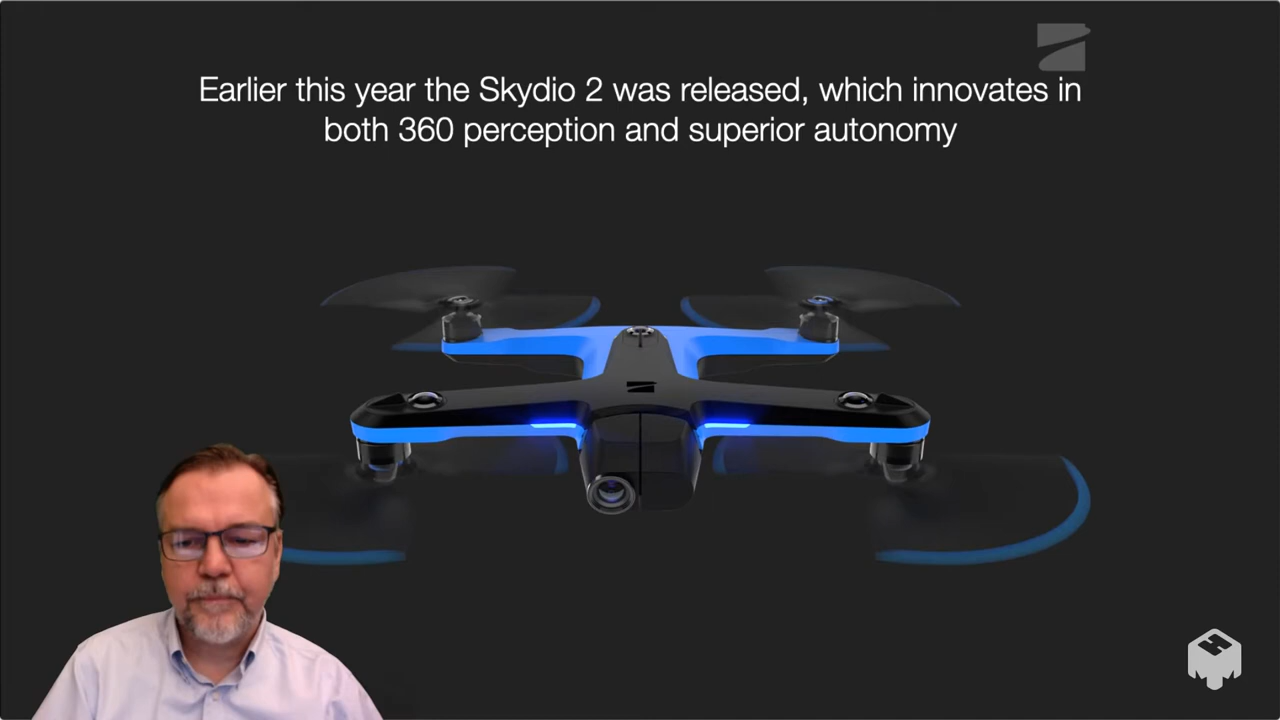 Earlier this year the Skydio 2 was released, which innovates in
both 360 perception and superior autonomy